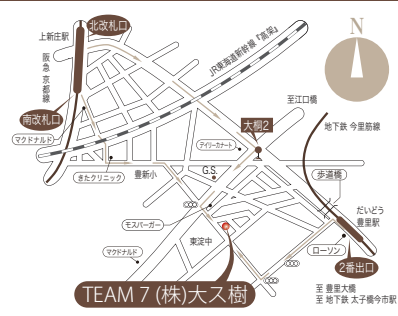 北改札口
上新庄駅
N
阪急 京都線
JR東海道新幹線『高架』
至江口橋
南改札口
大桐2
地下鉄 今里筋線
マクドナルド
デイリーカナート
きたクリニック
豊新小
G.S.
歩道橋
だいどう
豊里駅
モスバーガー
東淀中
ローソン
マクドナルド
2番出口
TEAM 7 (株)大ス樹
至 豊里大橋
至 地下鉄 太子橋今市駅